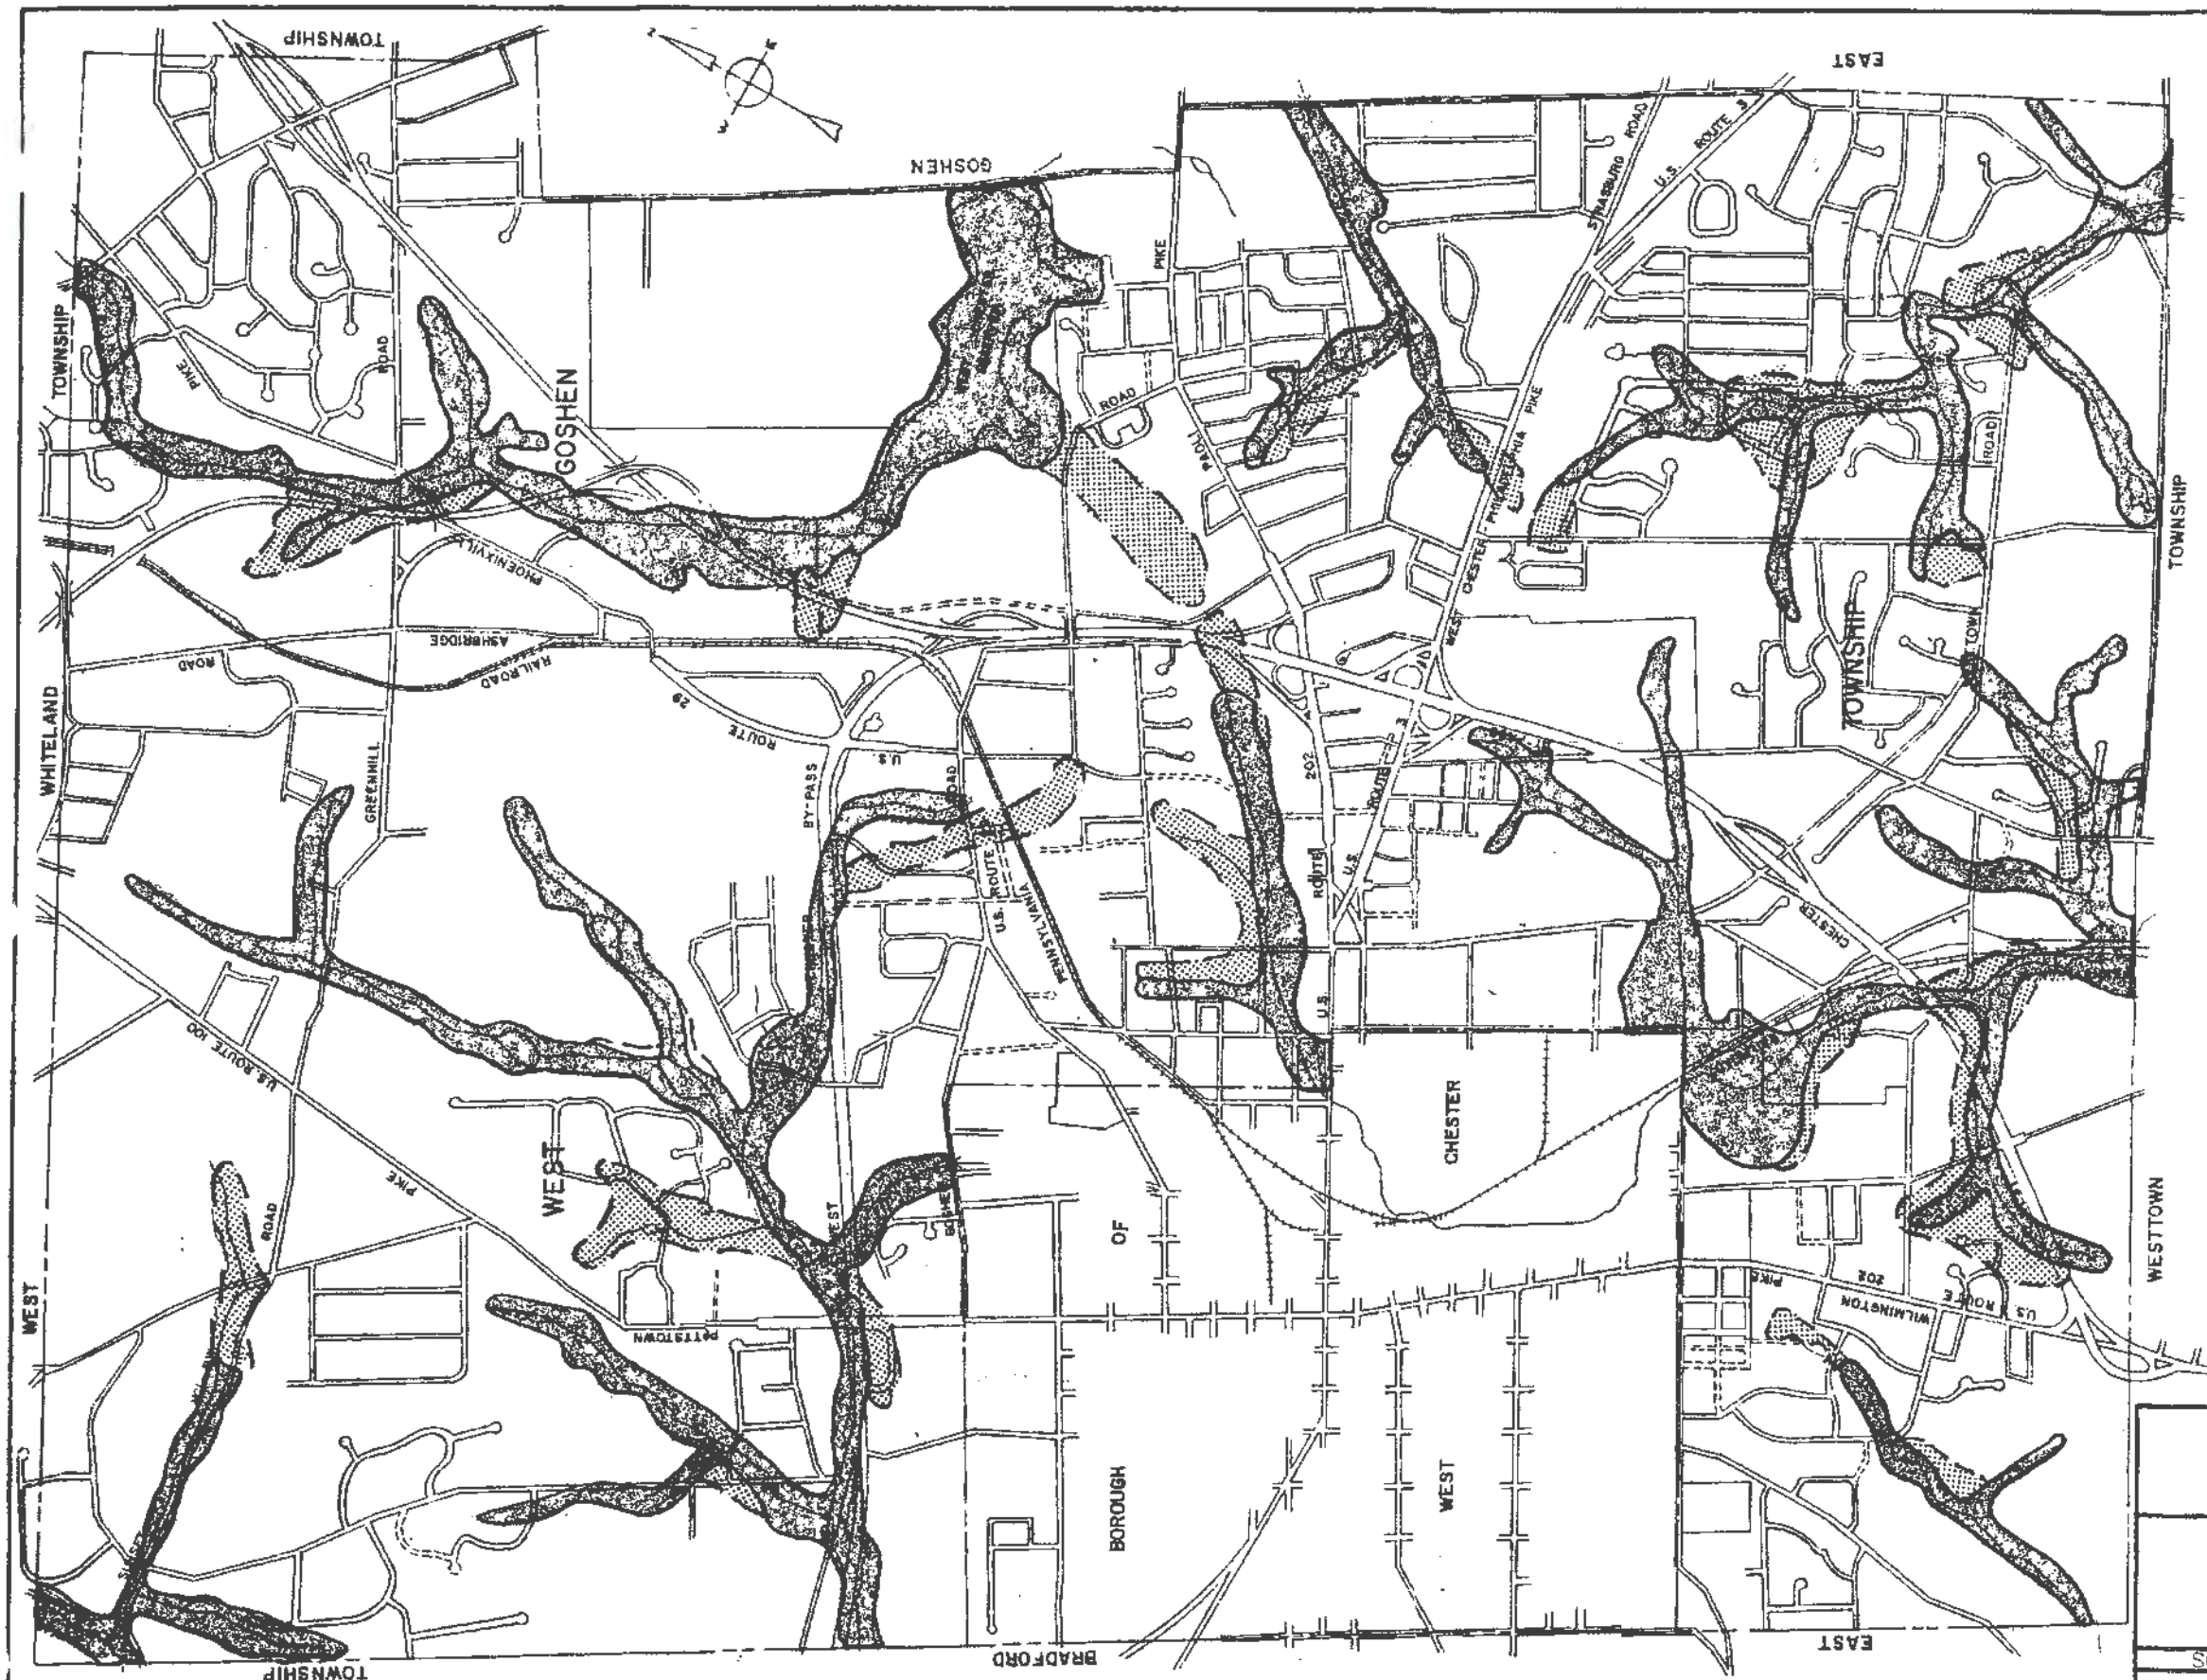 TOWNSHIP
EAST
GOSHEN
TOWNSHIP
PIKE
ROAD
GOSHEN
PIKE
STRASBURG ROAD
U.S. ROUTE 3
ROAD
PAOLI
WEST CHESTER PHILADELPHIA PIKE
ROAD
TOWNSHIP
WHITELAND
ROAD
ASHBRIDGE
RAILROAD
GREENHILL
ROUTE 29
U.S.
BY-PASS
ROAD
U.S. ROUTE
PENNSYLVANIA
202
ROUTE
U.S.
U.S. ROUTE 3
TOWNSHIP
TOWN
CHESTER
U.S. ROUTE 100
PIKE
ROAD
WEST
WEST
WEST
POTTSTOWN
OF
CHESTER
BOROUGH
WEST
PIKE
202
U.S. ROUTE
WILMINGTON
WESTTOWN
TOWNSHIP
BRADFORD
EAST